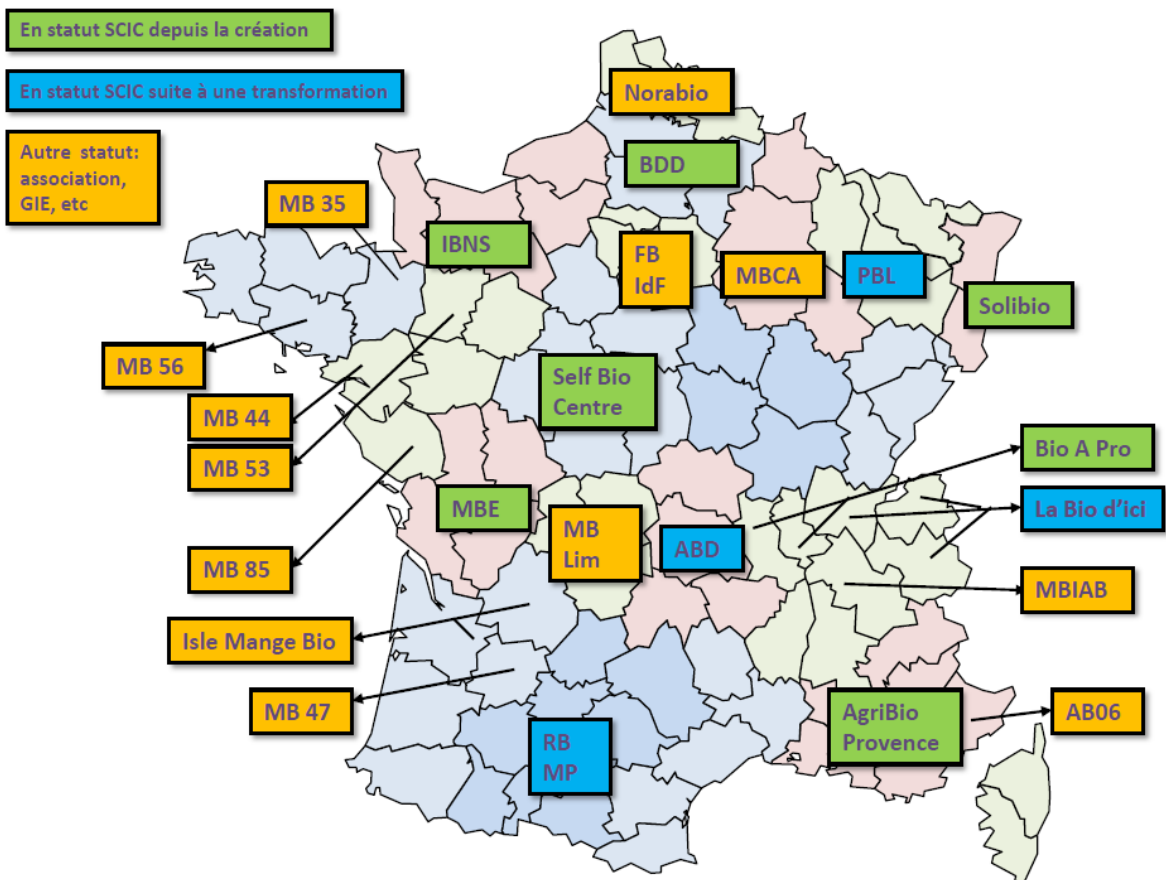 En statut SCIC depuis la création
En statut SCIC suite à une transformation
Autre statut:
association,
GIE, etc
Norabio
BDD
MB 35
IBNS
FB
IdF
MBCA
PBL
Solibio
MB 56
Self Bio
Centre
MB 44
MB 53
Bio A Pro
MBE
La Bio d'ici
MB
Lim
ABD
MB 85
MBIAB
Isle Mange Bio
MB 47
AgriBio
Provence
AB06
RB
MP